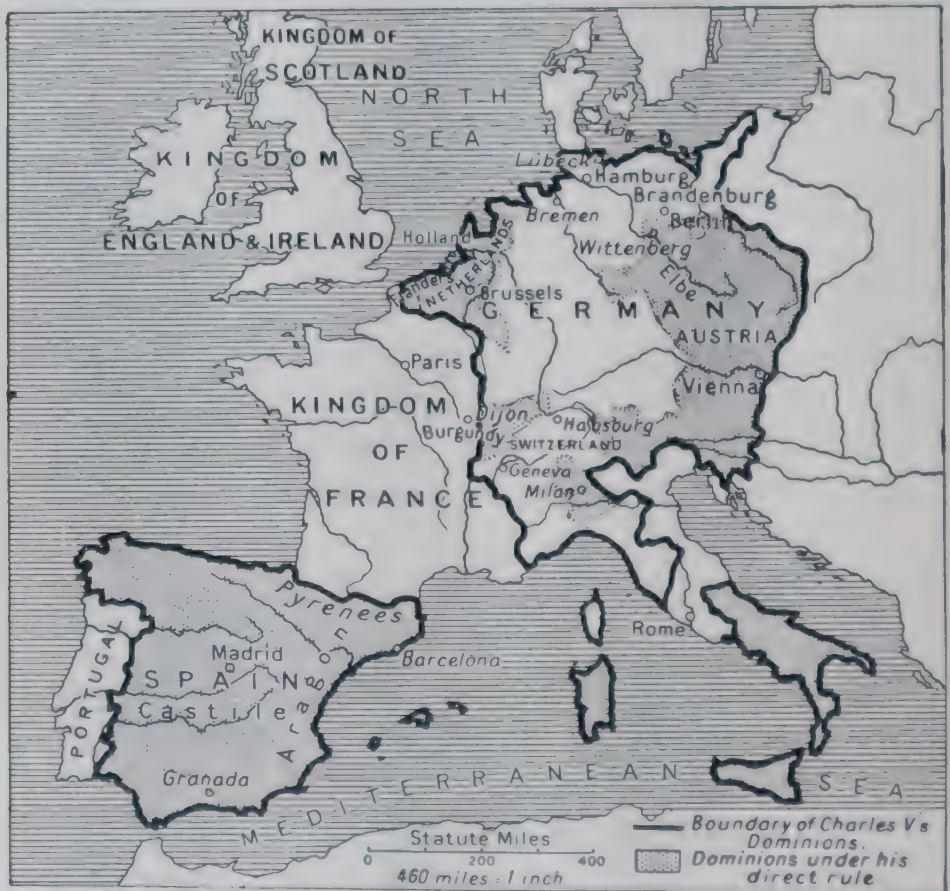 KINGDOM OF
SCOTLAND
NORTH
SEA
KINGDOM
OF
ENGLAND & IRELAND
Lübeck
Hamburg
Brandenburg
Berlin
Bremen
Wittenberg
Holland
Flanders
(NETHERLANDS
Brussels
Elbe
GERMANY
AUSTRIA
Paris
Vienna
KINGDOM
OF
FRANCE
Dijon
Burgundy
Habsburg
SWITZERLAND
Geneva
Milan
Pyrenees
Rome
Madrid
Barcelona
PORTUGAL
SPAIN
Castile
Aragon
Granada
MEDITERRANEAN SEA
Statute Miles
0 200 400
460 miles = 1 inch
Boundary of Charles V's
Dominions.
Dominions under his
direct rule